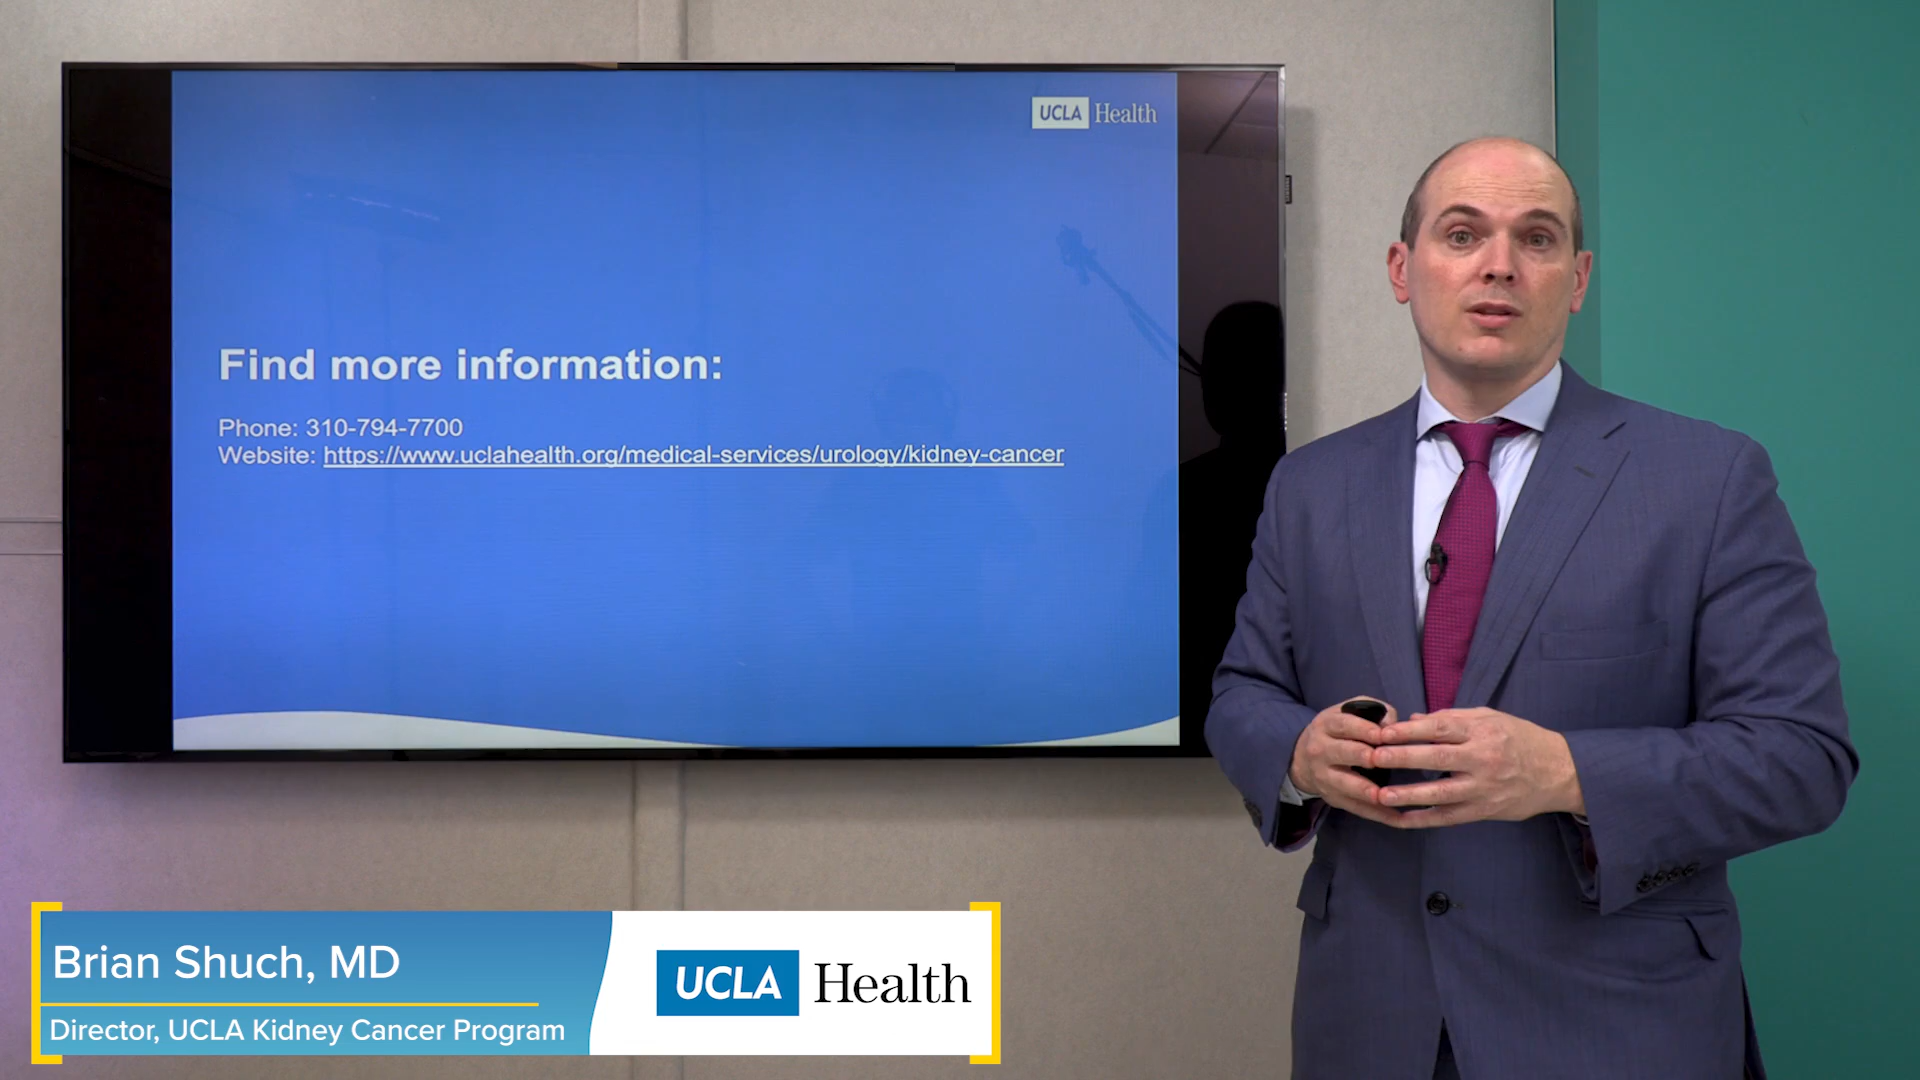 UCLA Health
Find more information:
Phone: 310-794-7700
Website: https://www.uclahealth.org/medical-services/urology/kidney-cancer
Brian Shuch, MD
Director, UCLA Kidney Cancer Program
UCLA Health